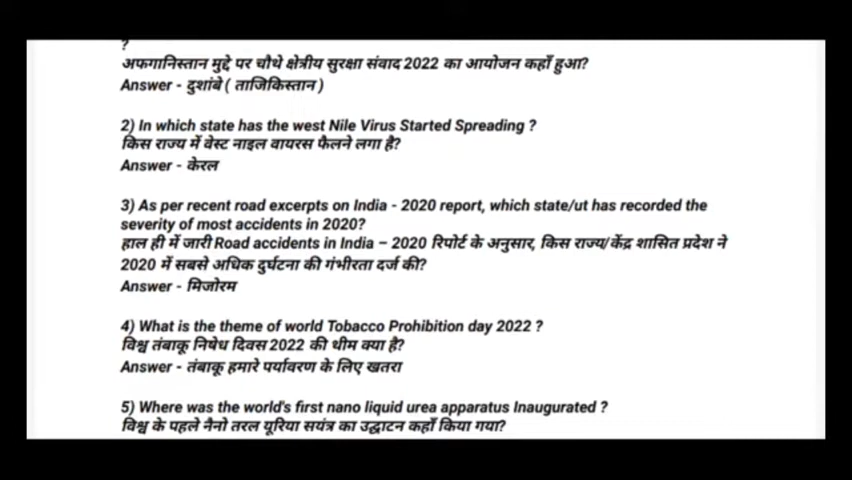 ?
अफगानिस्तान मुद्दे पर चौथे क्षेत्रीय सुरक्षा संवाद 2022 का आयोजन कहाँ हुआ?
Answer - दुशांबे ( ताजिकिस्तान )
2) In which state has the west Nile Virus Started Spreading ?
किस राज्य में वेस्ट नाइल वायरस फैलने लगा है?
Answer - केरल
3) As per recent road excerpts on India - 2020 report, which state/ut has recorded the
severity of most accidents in 2020?
हाल ही में जारी Road accidents in India – 2020 रिपोर्ट के अनुसार, किस राज्य/केंद्र शासित प्रदेश ने
2020 में सबसे अधिक दुर्घटना की गंभीरता दर्ज की?
Answer - मिजोरम
4) What is the theme of world Tobacco Prohibition day 2022 ?
विश्व तंबाकू निषेध दिवस 2022 की थीम क्या है?
Answer - तंबाकू हमारे पर्यावरण के लिए खतरा
5) Where was the world's first nano liquid urea apparatus Inaugurated ?
विश्व के पहले नैनो तरल यूरिया सयंत्र का उद्घाटन कहाँ किया गया?